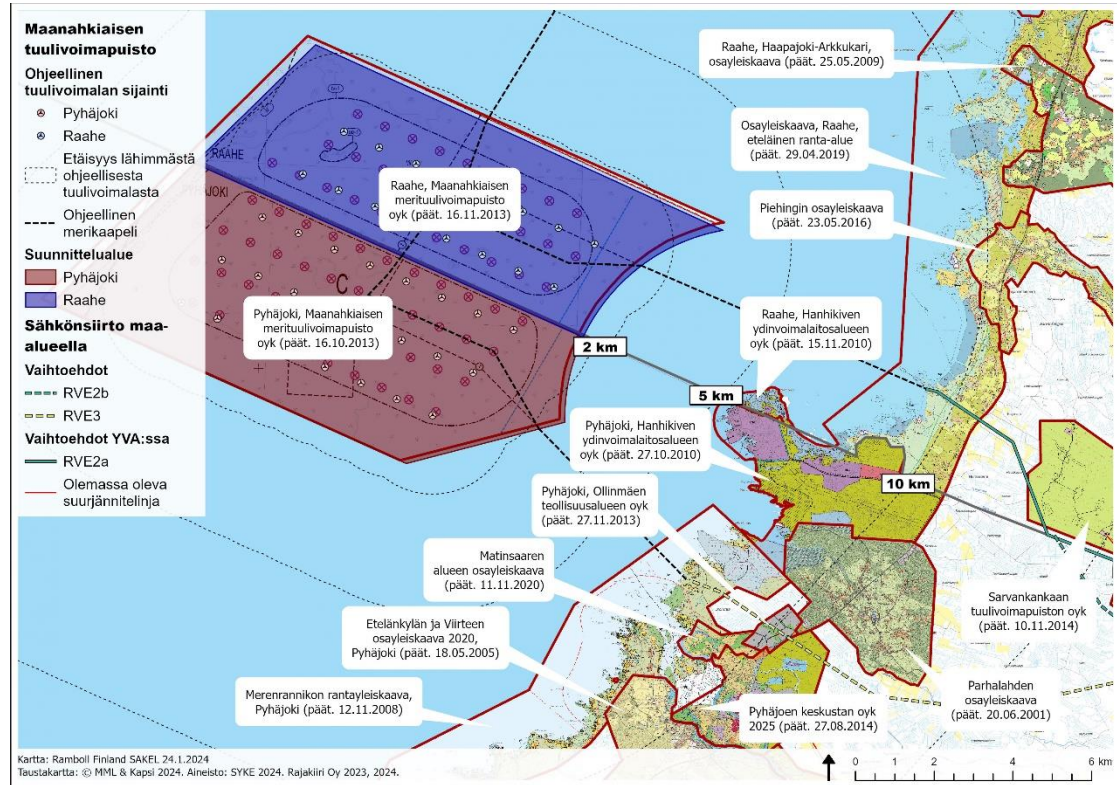 Maanahkiaisen
tuulivoimapuisto
Ohjeellinen
tuulivoimalan sijainti
Pyhäjoki
Raahe
Etäisyys lähimmästä
ohjeellisesta
tuulivoimalasta
Ohjeellinen
merikaapeli
Suunnittelualue
Pyhäjoki
Raahe
Sähkönsiirto maa-
alueella
Vaihtoehdot
RVE2b
RVE3
Vaihtoehdot YVA:ssa
RVE2a
Olemassa oleva
suurjännitelinja
RAAHE
C
Raahe, Haapajoki-Arkkukari,
osayleiskaava (päät. 25.05.2009)
Osayleiskaava, Raahe,
eteläinen ranta-alue
(päät. 29.04.2019)
Raahe, Maanahkiaisen
merituulivoimapuisto
oyk (päät. 16.11.2013)
Piehingin osayleiskaava
(päät. 23.05.2016)
Pyhäjoki, Maanahkiaisen
merituulivoimapuisto
oyk (päät. 16.10.2013)
Raahe, Hanhikiven
ydinvoimalaitosalueen
oyk (päät. 15.11.2010)
2 km
5 km
10 km
Pyhäjoki, Hanhikiven
ydinvoimalaitosalueen
oyk (päät. 27.10.2010)
Pyhäjoki, Ollinmäen
teollisuusalueen oyk
(päät. 27.11.2013)
Matinsaaren
alueen osayleiskaava
(päät. 11.11.2020)
Etelänkylän ja Viirteen
osayleiskaava 2020,
Pyhäjoki (päät. 18.05.2005)
Merenrannikon rantayleiskaava,
Pyhäjoki (päät. 12.11.2008)
Sarvankankaan
tuulivoimapuiston oyk
(päät. 10.11.2014)
Parhalahden
osayleiskaava
(päät. 20.06.2001)
Pyhäjoen keskustan oyk
2025 (päät. 27.08.2014)
Kartta: Ramboll Finland SAKEL 24.1.2024
Taustakartta: © MML & Kapsi 2024. Aineisto: SYKE 2024. Rajakiiri Oy 2023, 2024.
0 1 2 4 6 km